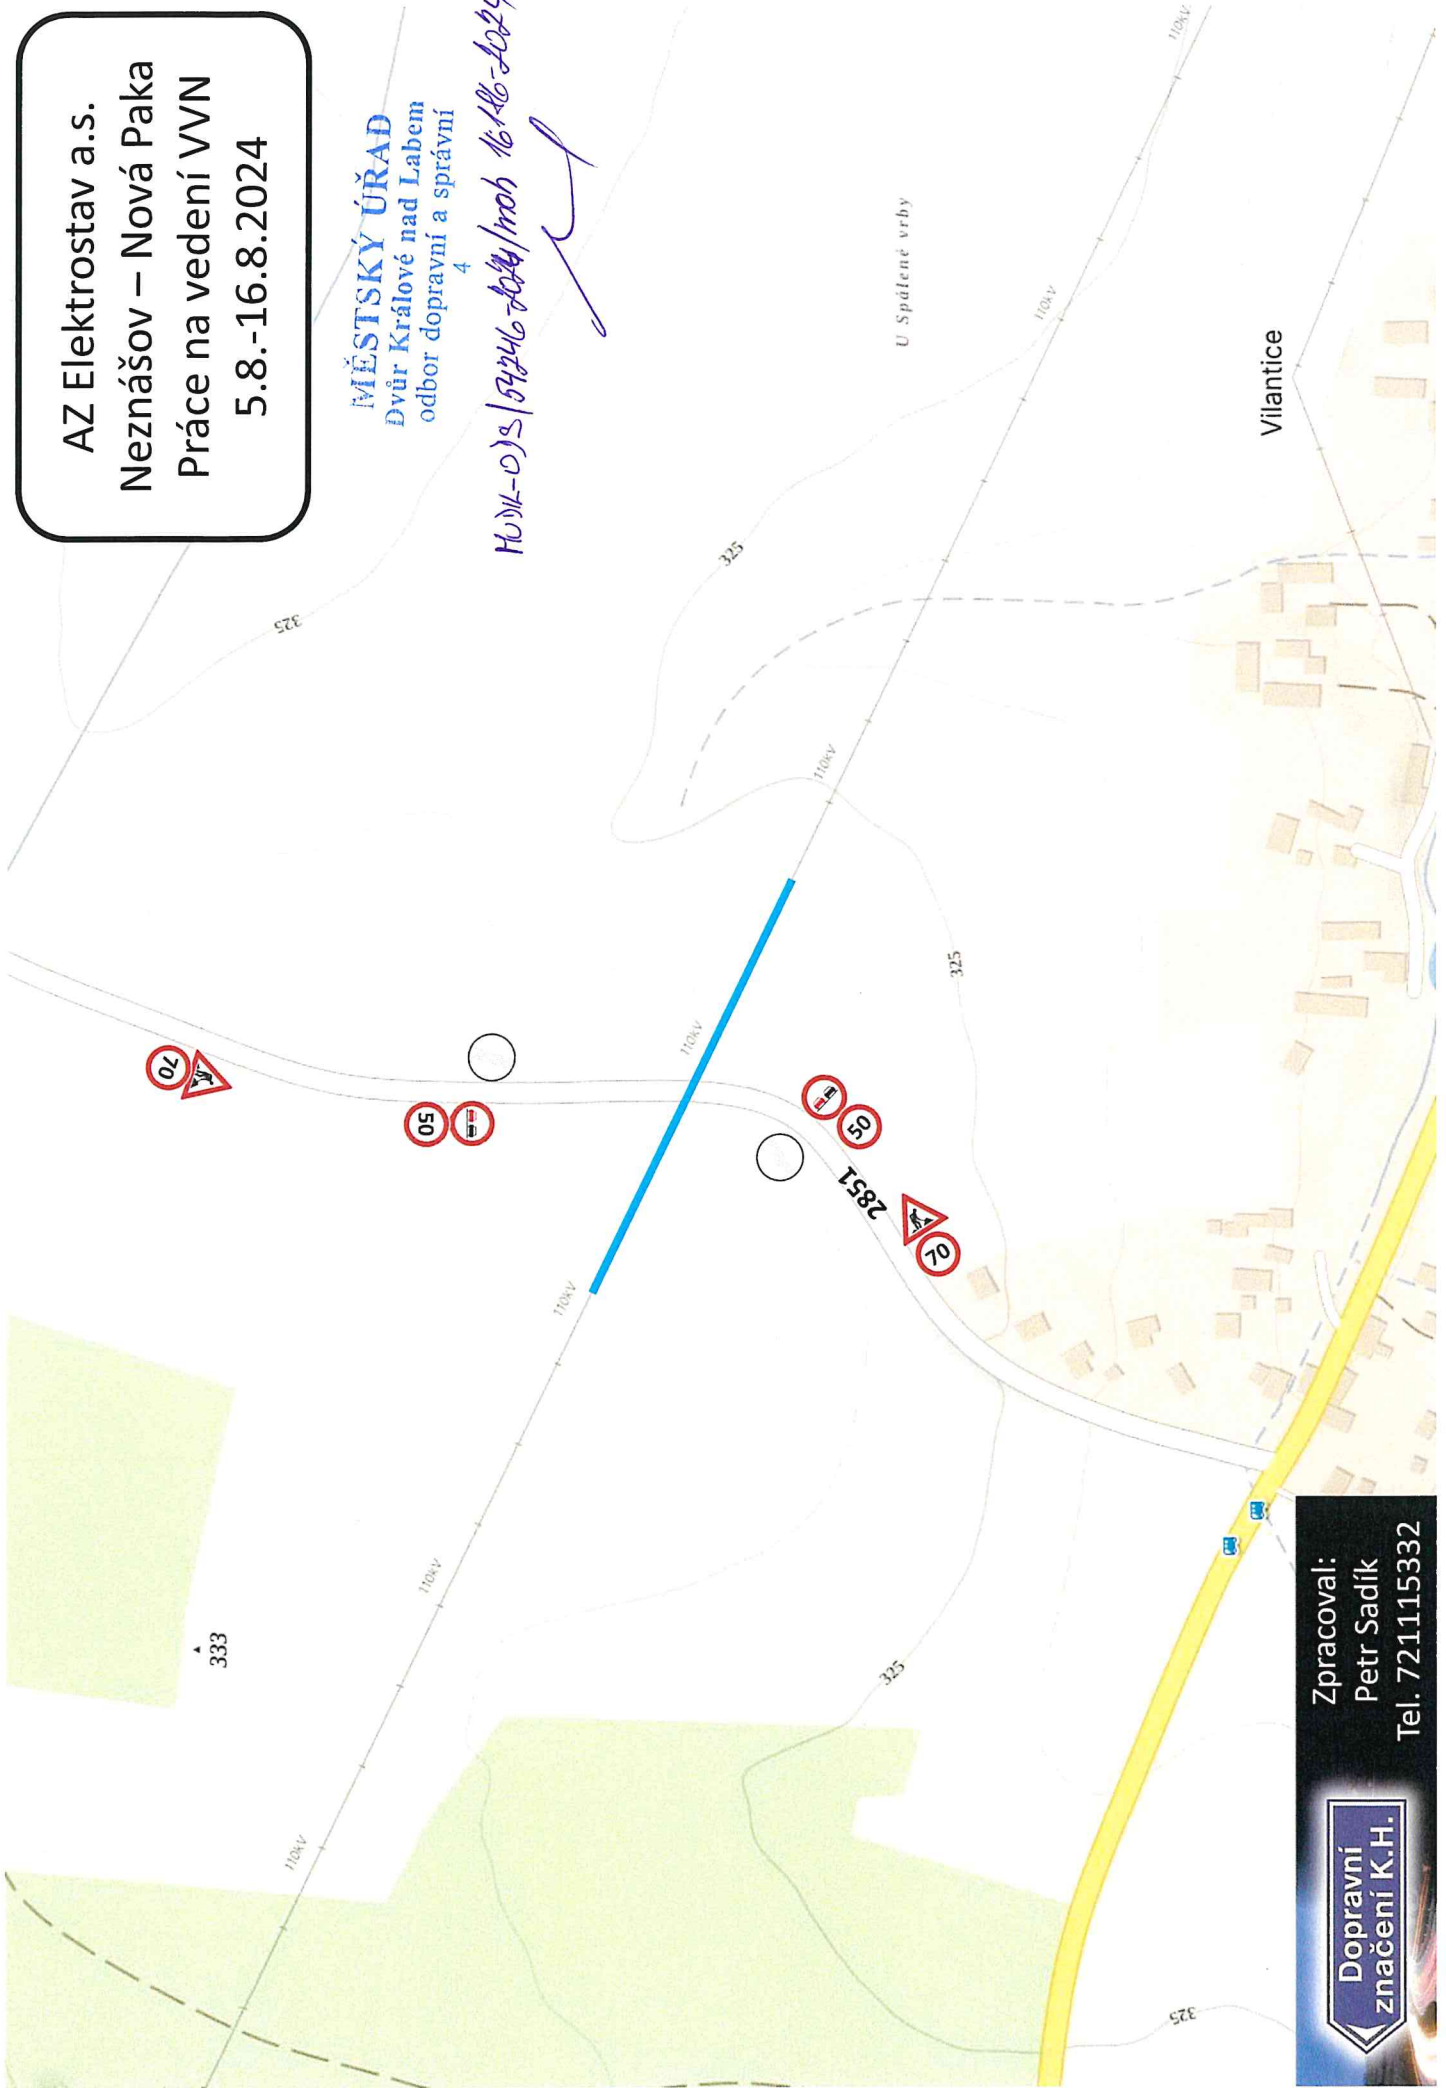 AZ Elektrostav a.s.
Neznášov – Nová Paka
Práce na vedení VVN
5.8.-16.8.2024
MĚSTSKÝ ÚŘAD
Dvůr Králové nad Labem
odbor dopravní a správní
4
110kV
110kV
U Spálené vrby
325
325
Vilantice
110kV
325
110kV
70
50
50
2851
70
110kV
110kV
333
325
110kV
325
Zpracoval:
Petr Sadík
Tel. 721115332
Dopravní
značení K.H.